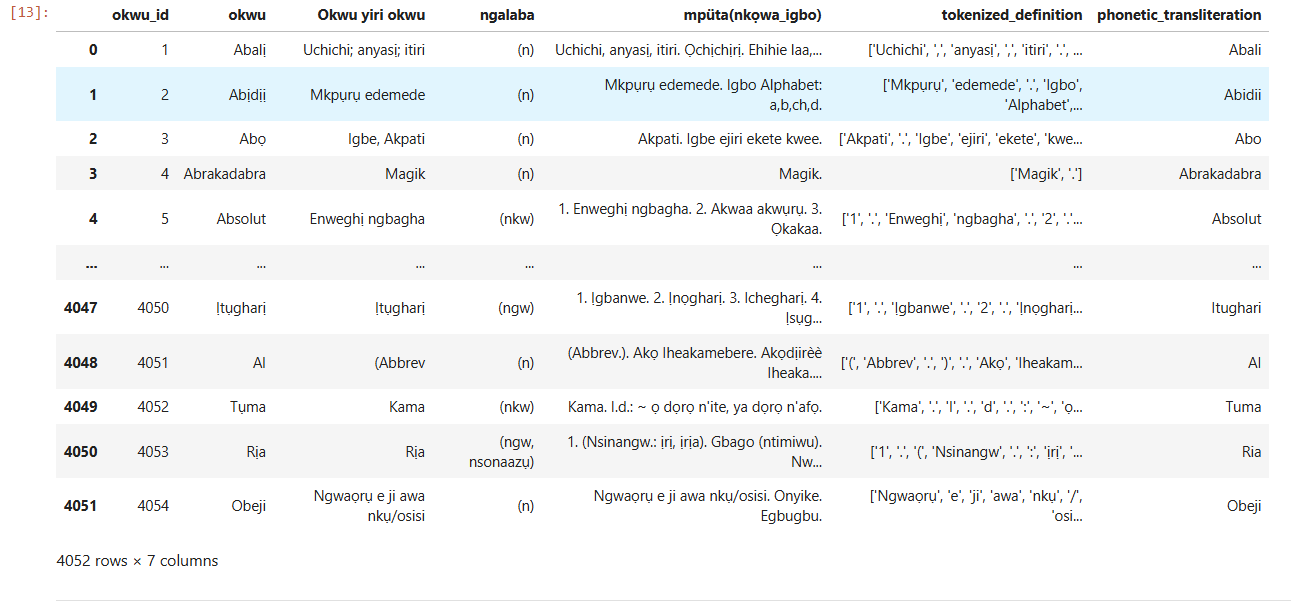 [13]:
okwu_id okwu Okwu yiri okwu ngalaba mpüta(nkọwa_igbo) tokenized_definition phonetic_transliteration
0 1 Abalị Uchichi; anyasị; itiri (n) Uchichi, anyasị, itiri. Ọchịchịrị. Ehihie laa,... ['Uchichi', ',', 'anyasị', ',', 'itiri', '.', ... Abali
1 2 Abịdịị Mkpụrụ edemede (n) Mkpụrụ edemede. Igbo Alphabet: a,b,ch,d. ['Mkpụrụ', 'edemede', '.', 'Igbo', 'Alphabet',... Abidii
2 3 Abọ Igbe, Akpati (n) Akpati. Igbe ejiri ekete kwee. ['Akpati', '.', 'Igbe', 'ejiri', 'ekete', 'kwe... Abo
3 4 Abrakadabra Magik (n) Magik. ['Magik', '.'] Abrakadabra
4 5 Absolut Enweghị ngbagha (nkw) 1. Enweghị ngbagha. 2. Akwaa akwụrụ. 3. Ọkakaa. ['1', '.', 'Enweghị', 'ngbagha', '.', '2', '.'... Absolut
... ... ... ... ... ... ... ...
4047 4050 Ịtụgharị Ịtụgharị (ngw) 1. Ịgbanwe. 2. Ịnọgharị. 3. Ichegharị. 4. Ịsụg... ['1', '.', 'Ịgbanwe', '.', '2', '.', 'Ịnọgharị... Itughari
4048 4051 AI (Abbrev (n) (Abbrev.). Akọ Iheakamebere. Akọdịịrèè Iheaka.... ['(', 'Abbrev', '.', ')', '.', 'Akọ', 'Iheakam... AI
4049 4052 Tụma Kama (nkw) Kama. I.d.: ~ ọ dọrọ n'ite, ya dọrọ n'afọ. ['Kama', '.', 'I', '.', 'd', '.', ':', '~', 'ọ... Tuma
4050 4053 Rịa Rịa (ngw, nsonaazụ) 1. (Nsinangw.: ịrị, ịrịa). Gbago (ntimiwu). Nw... ['1', '.', '(', 'Nsinangw', '.', ':', 'ịrị', '... Ria
4051 4054 Obeji Ngwaọrụ e ji awa nkụ/osisi (n) Ngwaọrụ e ji awa nkụ/osisi. Onyike. Egbugbu. ['Ngwaọrụ', 'e', 'ji', 'awa', 'nkụ', '/', 'osi... Obeji
4052 rows × 7 columns